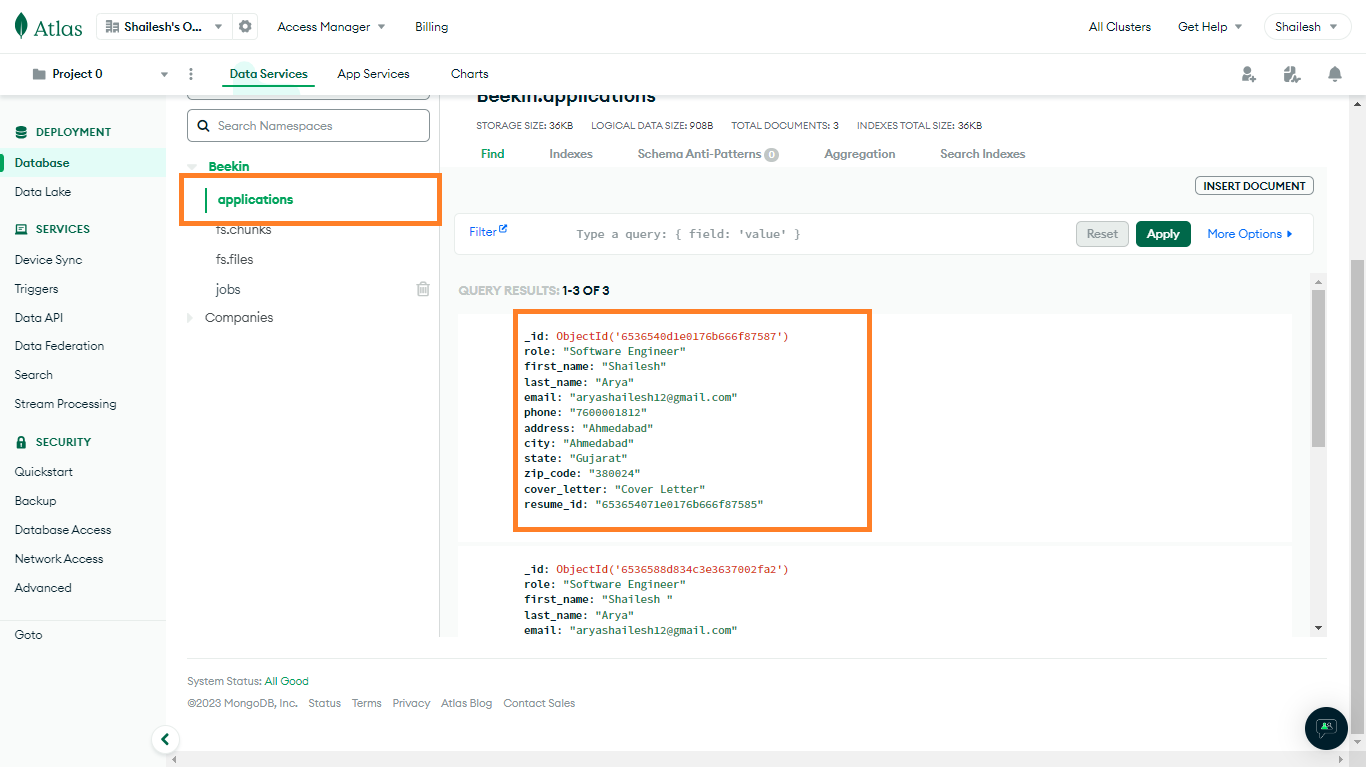 Atlas
Shailesh's O...
Access Manager
Billing
All Clusters
Get Help
Shailesh
Project 0
Data Services
App Services
Charts
DEPLOYMENT
Database
Data Lake
SERVICES
Device Sync
Triggers
Data API
Data Federation
Search
Stream Processing
SECURITY
Quickstart
Backup
Database Access
Network Access
Advanced
Goto
Search Namespaces
Beekin
applications
fs.chunks
fs.files
jobs
Companies
Beekin.applications
STORAGE SIZE: 36KB LOGICAL DATA SIZE: 908B TOTAL DOCUMENTS: 3 INDEXES TOTAL SIZE: 36KB
Find Indexes Schema Anti-Patterns 0 Aggregation Search Indexes
INSERT DOCUMENT
Filter Type a query: { field: 'value' } Reset Apply More Options
QUERY RESULTS: 1-3 OF 3
_id: ObjectId('6536540d1e0176b666f87587')
role: "Software Engineer"
first_name: "Shailesh"
last_name: "Arya"
email: "aryashailesh12@gmail.com"
phone: "7600001812"
address: "Ahmedabad"
city: "Ahmedabad"
state: "Gujarat"
zip_code: "380024"
cover_letter: "Cover Letter"
resume_id: "653654071e0176b666f87585"
_id: ObjectId('6536588d834c3e3637002fa2')
role: "Software Engineer"
first_name: "Shailesh "
last_name: "Arya"
email: "aryashailesh12@gmail.com"
System Status: All Good
©2023 MongoDB, Inc. Status Terms Privacy Atlas Blog Contact Sales